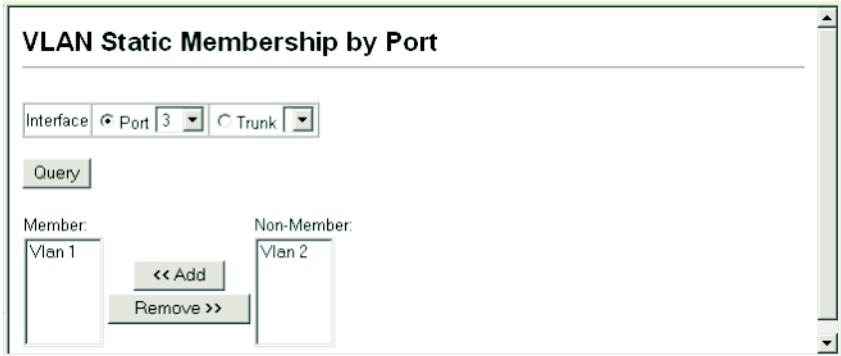 VLAN Static Membership by Port
Interface Port 3 Trunk
Query
Member: Non-Member:
Vlan 1 Vlan 2
<< Add
Remove >>